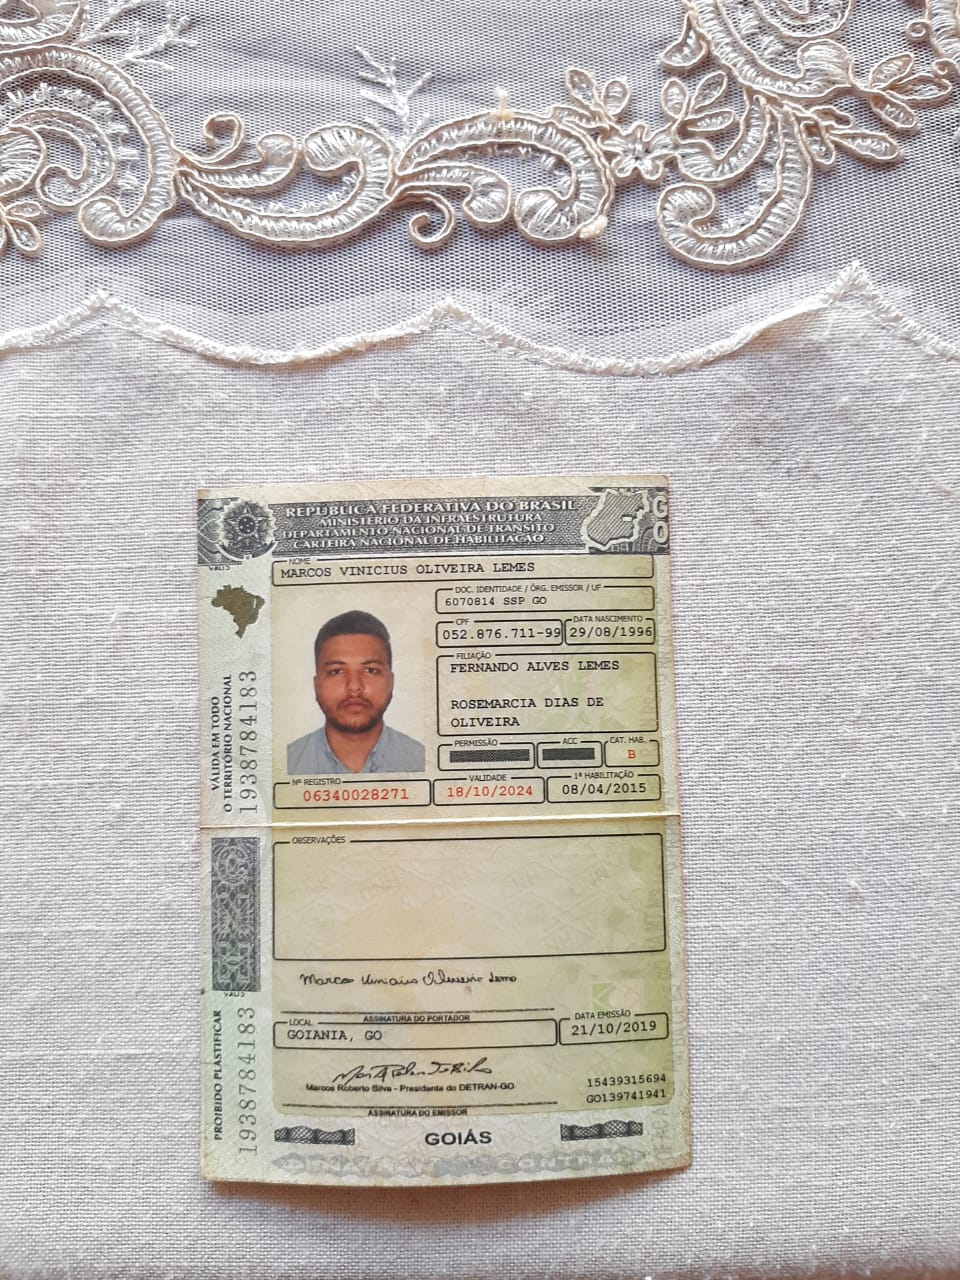 REPÚBLICA FEDERATIVA DO BRASIL
MINISTÉRIO DA INFRAESTRUTURA
DEPARTAMENTO NACIONAL DE TRÂNSITO
CARTEIRA NACIONAL DE HABILITAÇÃO
GO
VALID
NOME
MARCOS VINICIUS OLIVEIRA LEMES
DOC. IDENTIDADE / ÓRG. EMISSOR / UF
6070814 SSP GO
CPF
052.876.711-99
DATA NASCIMENTO
29/08/1996
FILIAÇÃO
FERNANDO ALVES LEMES
ROSEMARCIA DIAS DE
OLIVEIRA
PERMISSÃO
ACC
CAT. HAB.
B
Nº REGISTRO
06340028271
VALIDADE
18/10/2024
1ª HABILITAÇÃO
08/04/2015
VÁLIDA EM TODO
O TERRITÓRIO NACIONAL
1938784183
OBSERVAÇÕES
VALID
Marcos Vinicius Oliveira Lemes
ASSINATURA DO PORTADOR
LOCAL
GOIANIA, GO
DATA EMISSÃO
21/10/2019
PROIBIDO PLASTIFICAR
1938784183
Marcos Roberto Silva - Presidente do DETRAN-GO
15439315694
GO139741941
ASSINATURA DO EMISSOR
GOIÁS